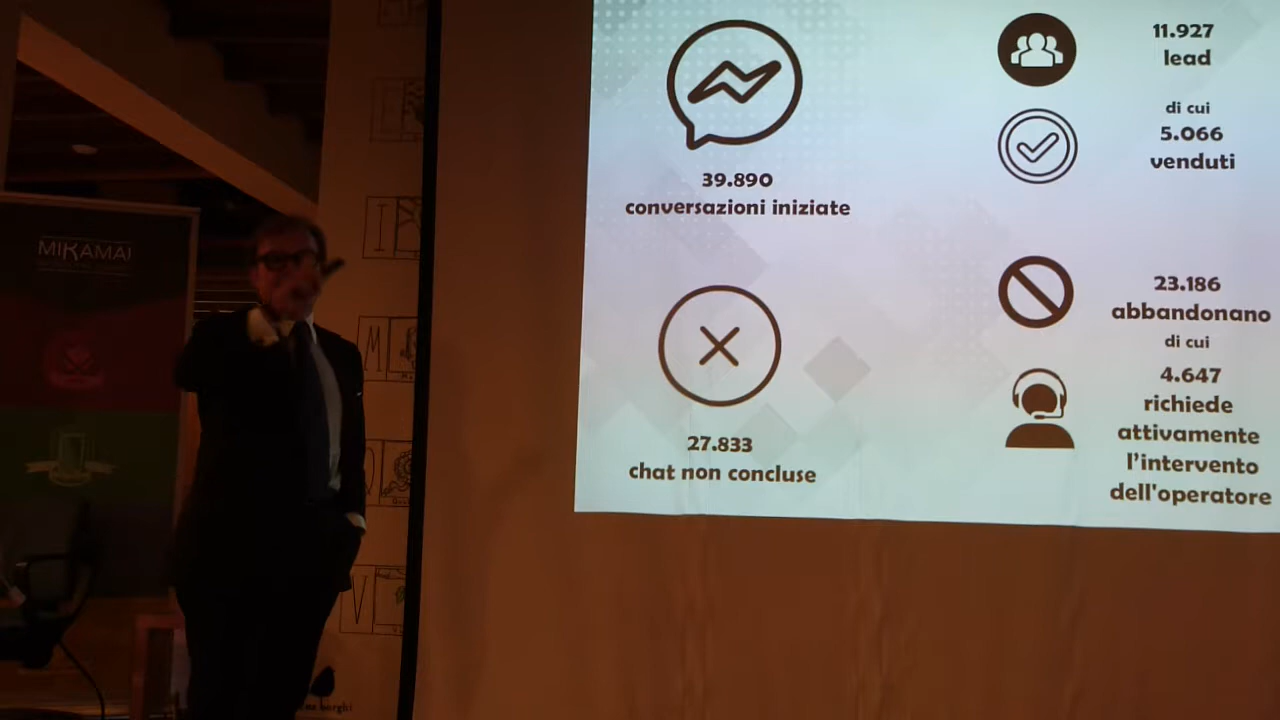 39.890
conversazioni iniziate
11.927
lead
di cui
5.066
venduti
27.833
chat non concluse
23.186
abbandonano
di cui
4.647
richiede
attivamente
l'intervento
dell'operatore
MIKAMAI
I
M
V
borghi